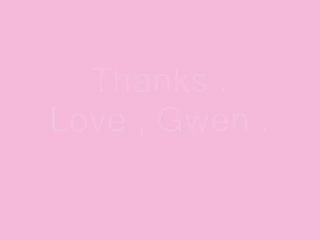 Thanks .
Love , Gwen .